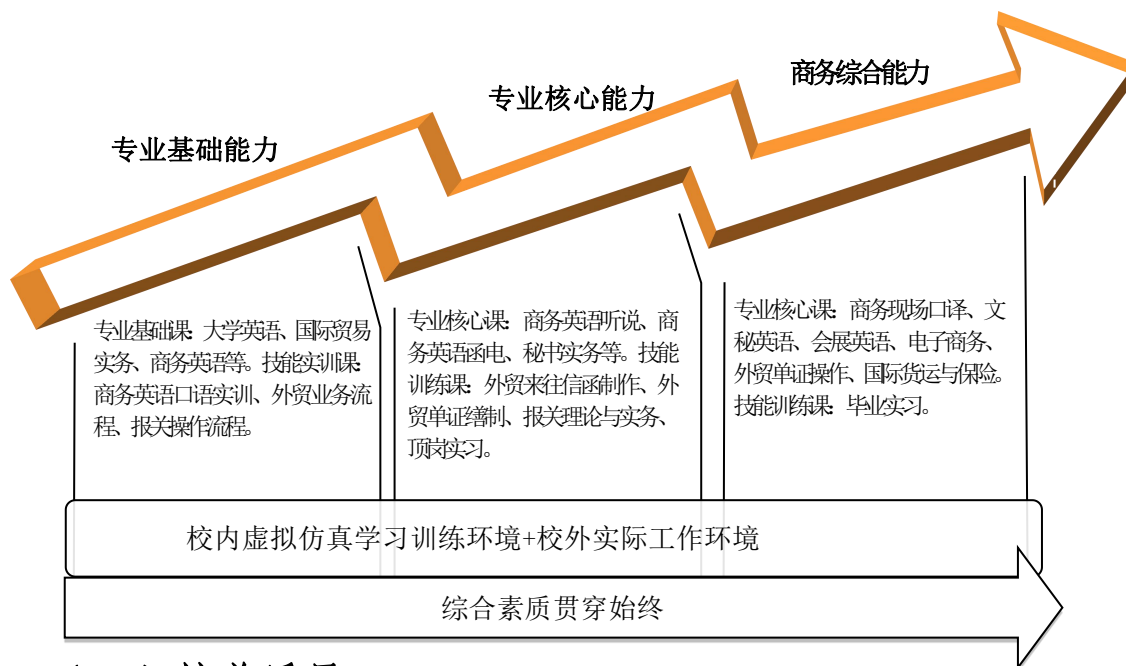 专业基础能力
专业核心能力
商务综合能力
专业基础课：大学英语、国际贸易
实务、商务英语等。技能实训课：
商务英语口语实训、外贸业务流
程、报关操作流程。
专业核心课：商务英语听说、商
务英语函电、秘书实务等。技能
训练课：外贸来往信函制作、外
贸单证缮制、报关理论与实务、
顶岗实习。
专业核心课：商务现场口译、文
秘英语、会展英语、电子商务、
外贸单证操作、国际货运与保险。
技能训练课：毕业实习。
校内虚拟仿真学习训练环境+校外实际工作环境
综合素质贯穿始终